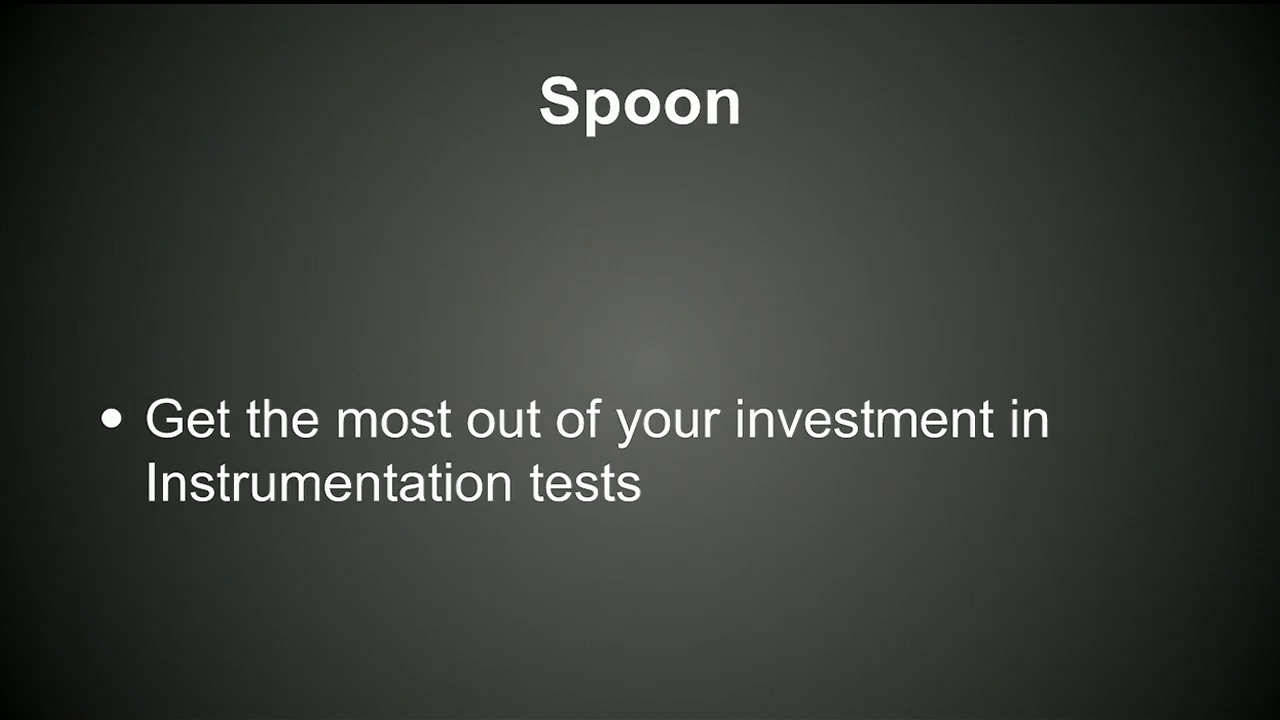 Spoon
• Get the most out of your investment in
Instrumentation tests